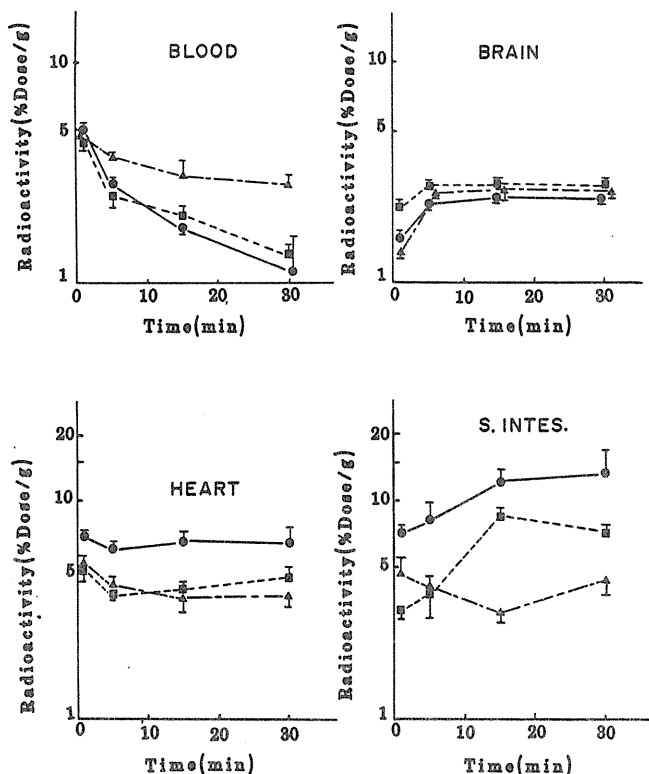 BLOOD
Radioactivity(%Dose/g)
10
5
1
0 10 20 30
Time(min)
BRAIN
Radioactivity(%Dose/g)
10
5
1
0 10 20 30
Time(min)
HEART
Radioactivity(%Dose/g)
20
10
5
1
0 10 20 30
Time(min)
S. INTES.
Radioactivity(%Dose/g)
20
10
5
1
0 10 20 30
Time(min)